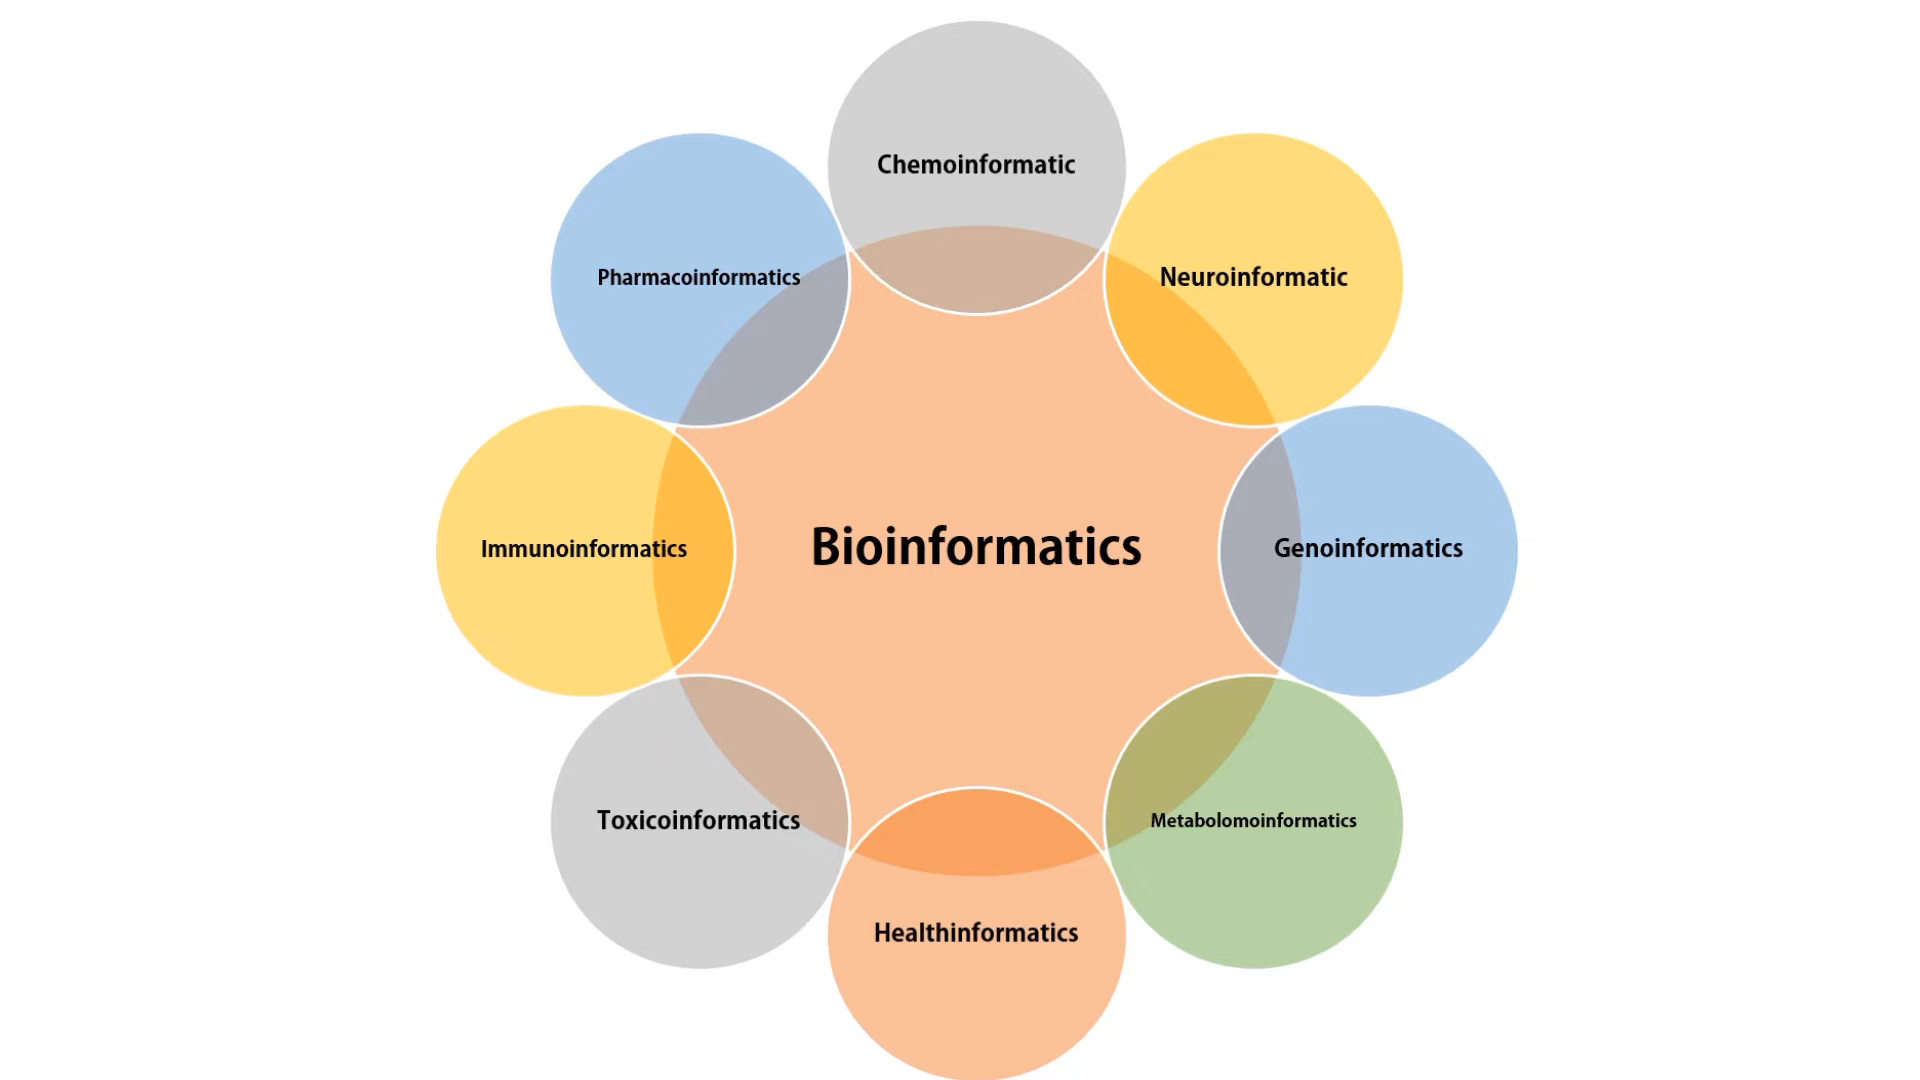 Chemoinformatic
Pharmacoinformatics
Neuroinformatic
Immunoinformatics
Bioinformatics
Genoinformatics
Toxicoinformatics
Metabolomoinformatics
Healthinformatics